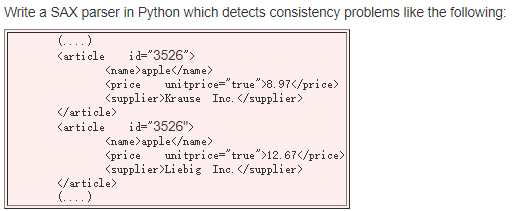 Write a SAX parser in Python which detects consistency problems like the following:
(....)
<article id="3526">
<name>apple</name>
<price unitprice="true">8.97</price>
<supplier>Krause Inc.</supplier>
</article>
<article id="3526">
<name>apple</name>
<price unitprice="true">12.67</price>
<supplier>Liebig Inc.</supplier>
</article>
(....)